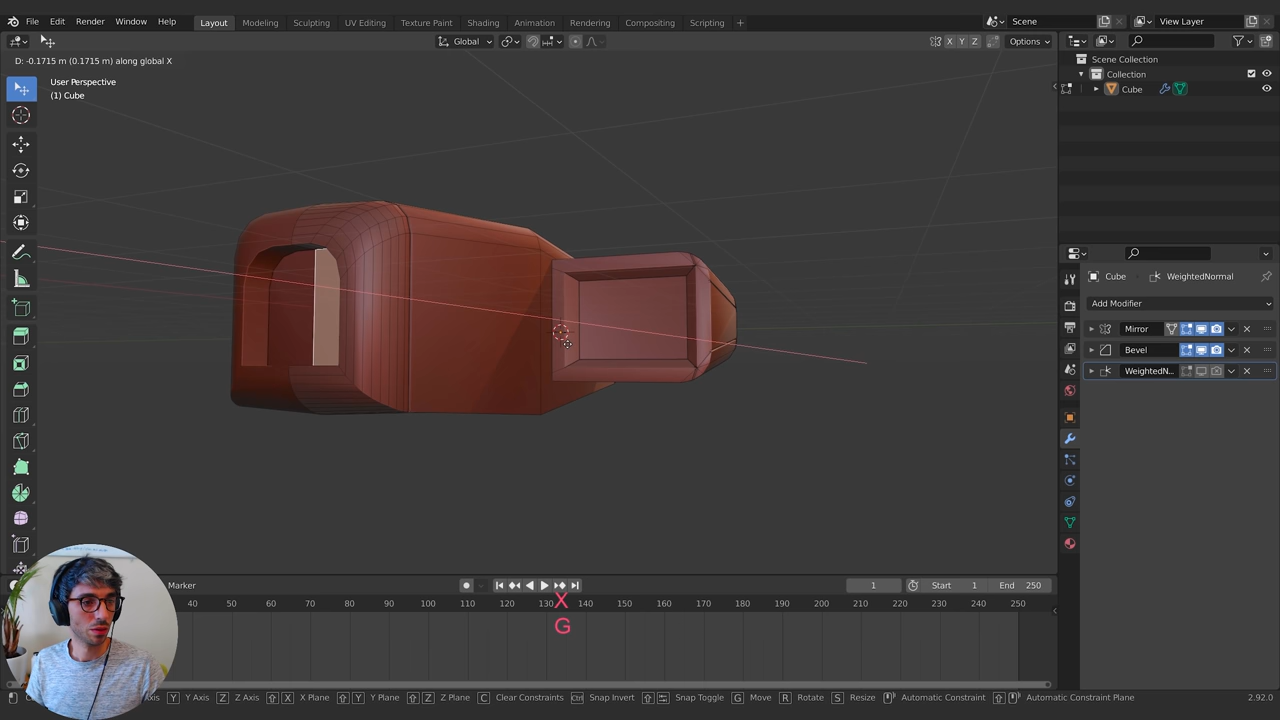 File Edit Render Window Help Layout Modeling Sculpting UV Editing Texture Paint Shading Animation Rendering Compositing Scripting + Scene View Layer
Global X Y Z Options
D: -0.1715 m (0.1715 m) along global X
User Perspective
(1) Cube
Scene Collection
Collection
Cube
Cube WeightedNormal
Add Modifier
Mirror
Bevel
WeightedN...
Marker 1 Start 1 End 250
40 50 60 70 80 90 100 110 120 130 140 150 160 170 180 190 200 210 220 230 240 250
X
G
Axis Y Y Axis Z Z Axis X X Plane Y Y Plane Z Z Plane C Clear Constraints Ctrl Snap Invert Snap Toggle G Move R Rotate S Resize Automatic Constraint Automatic Constraint Plane 2.92.0